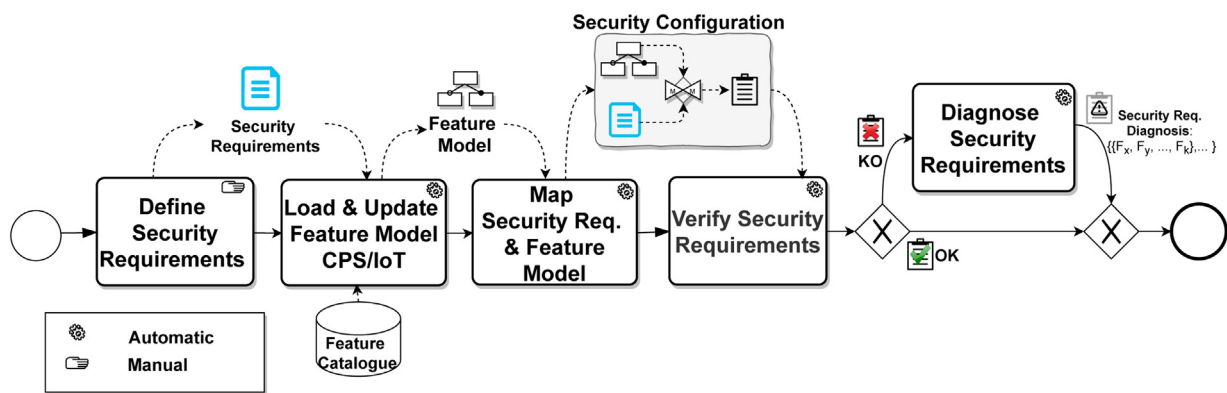 Security Configuration
Security
Requirements
Feature
Model
M M
KO
Diagnose
Security
Requirements
Security Req.
Diagnosis:
{{Fx, Fy, ..., Fk},... }
Define
Security
Requirements
Load & Update
Feature Model
CPS/IoT
Map
Security Req.
& Feature
Model
Verify Security
Requirements
X
OK
X
Feature
Catalogue
Automatic
Manual